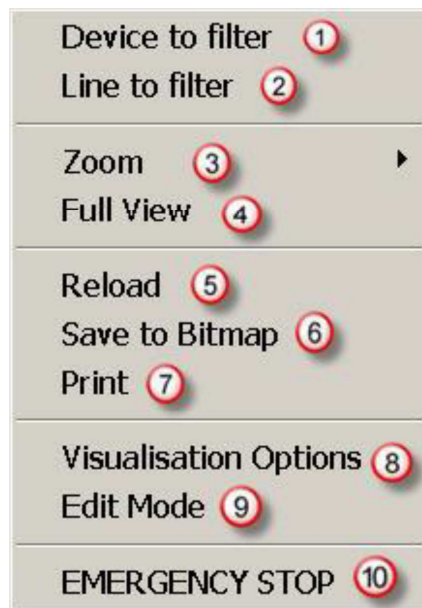 Device to filter 1
Line to filter 2
Zoom 3
Full View 4
Reload 5
Save to Bitmap 6
Print 7
Visualisation Options 8
Edit Mode 9
EMERGENCY STOP 10